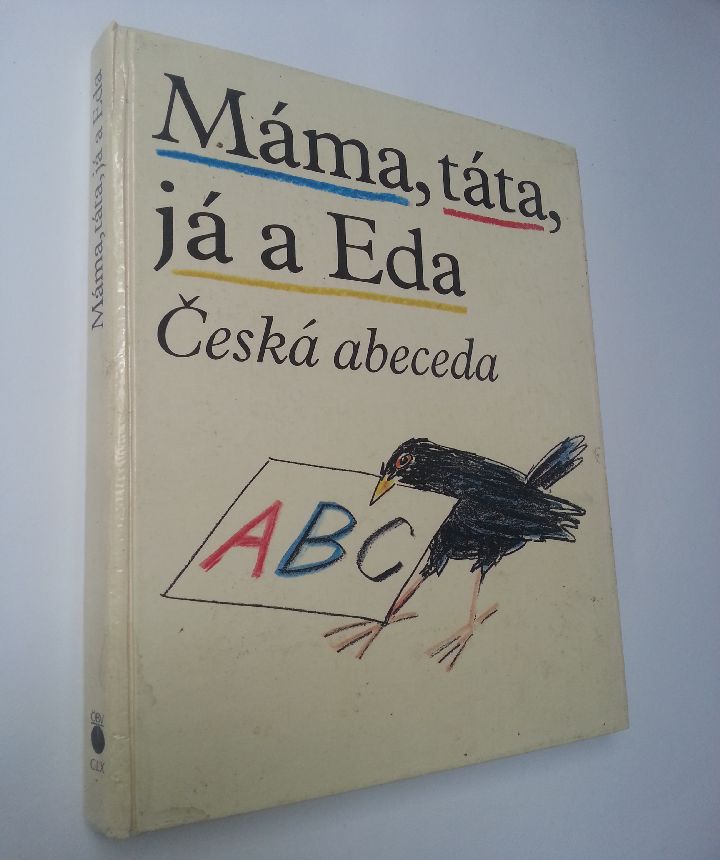 Máma, táta,
já a Eda
Česká abeceda
ABC
Máma, táta, já a Eda